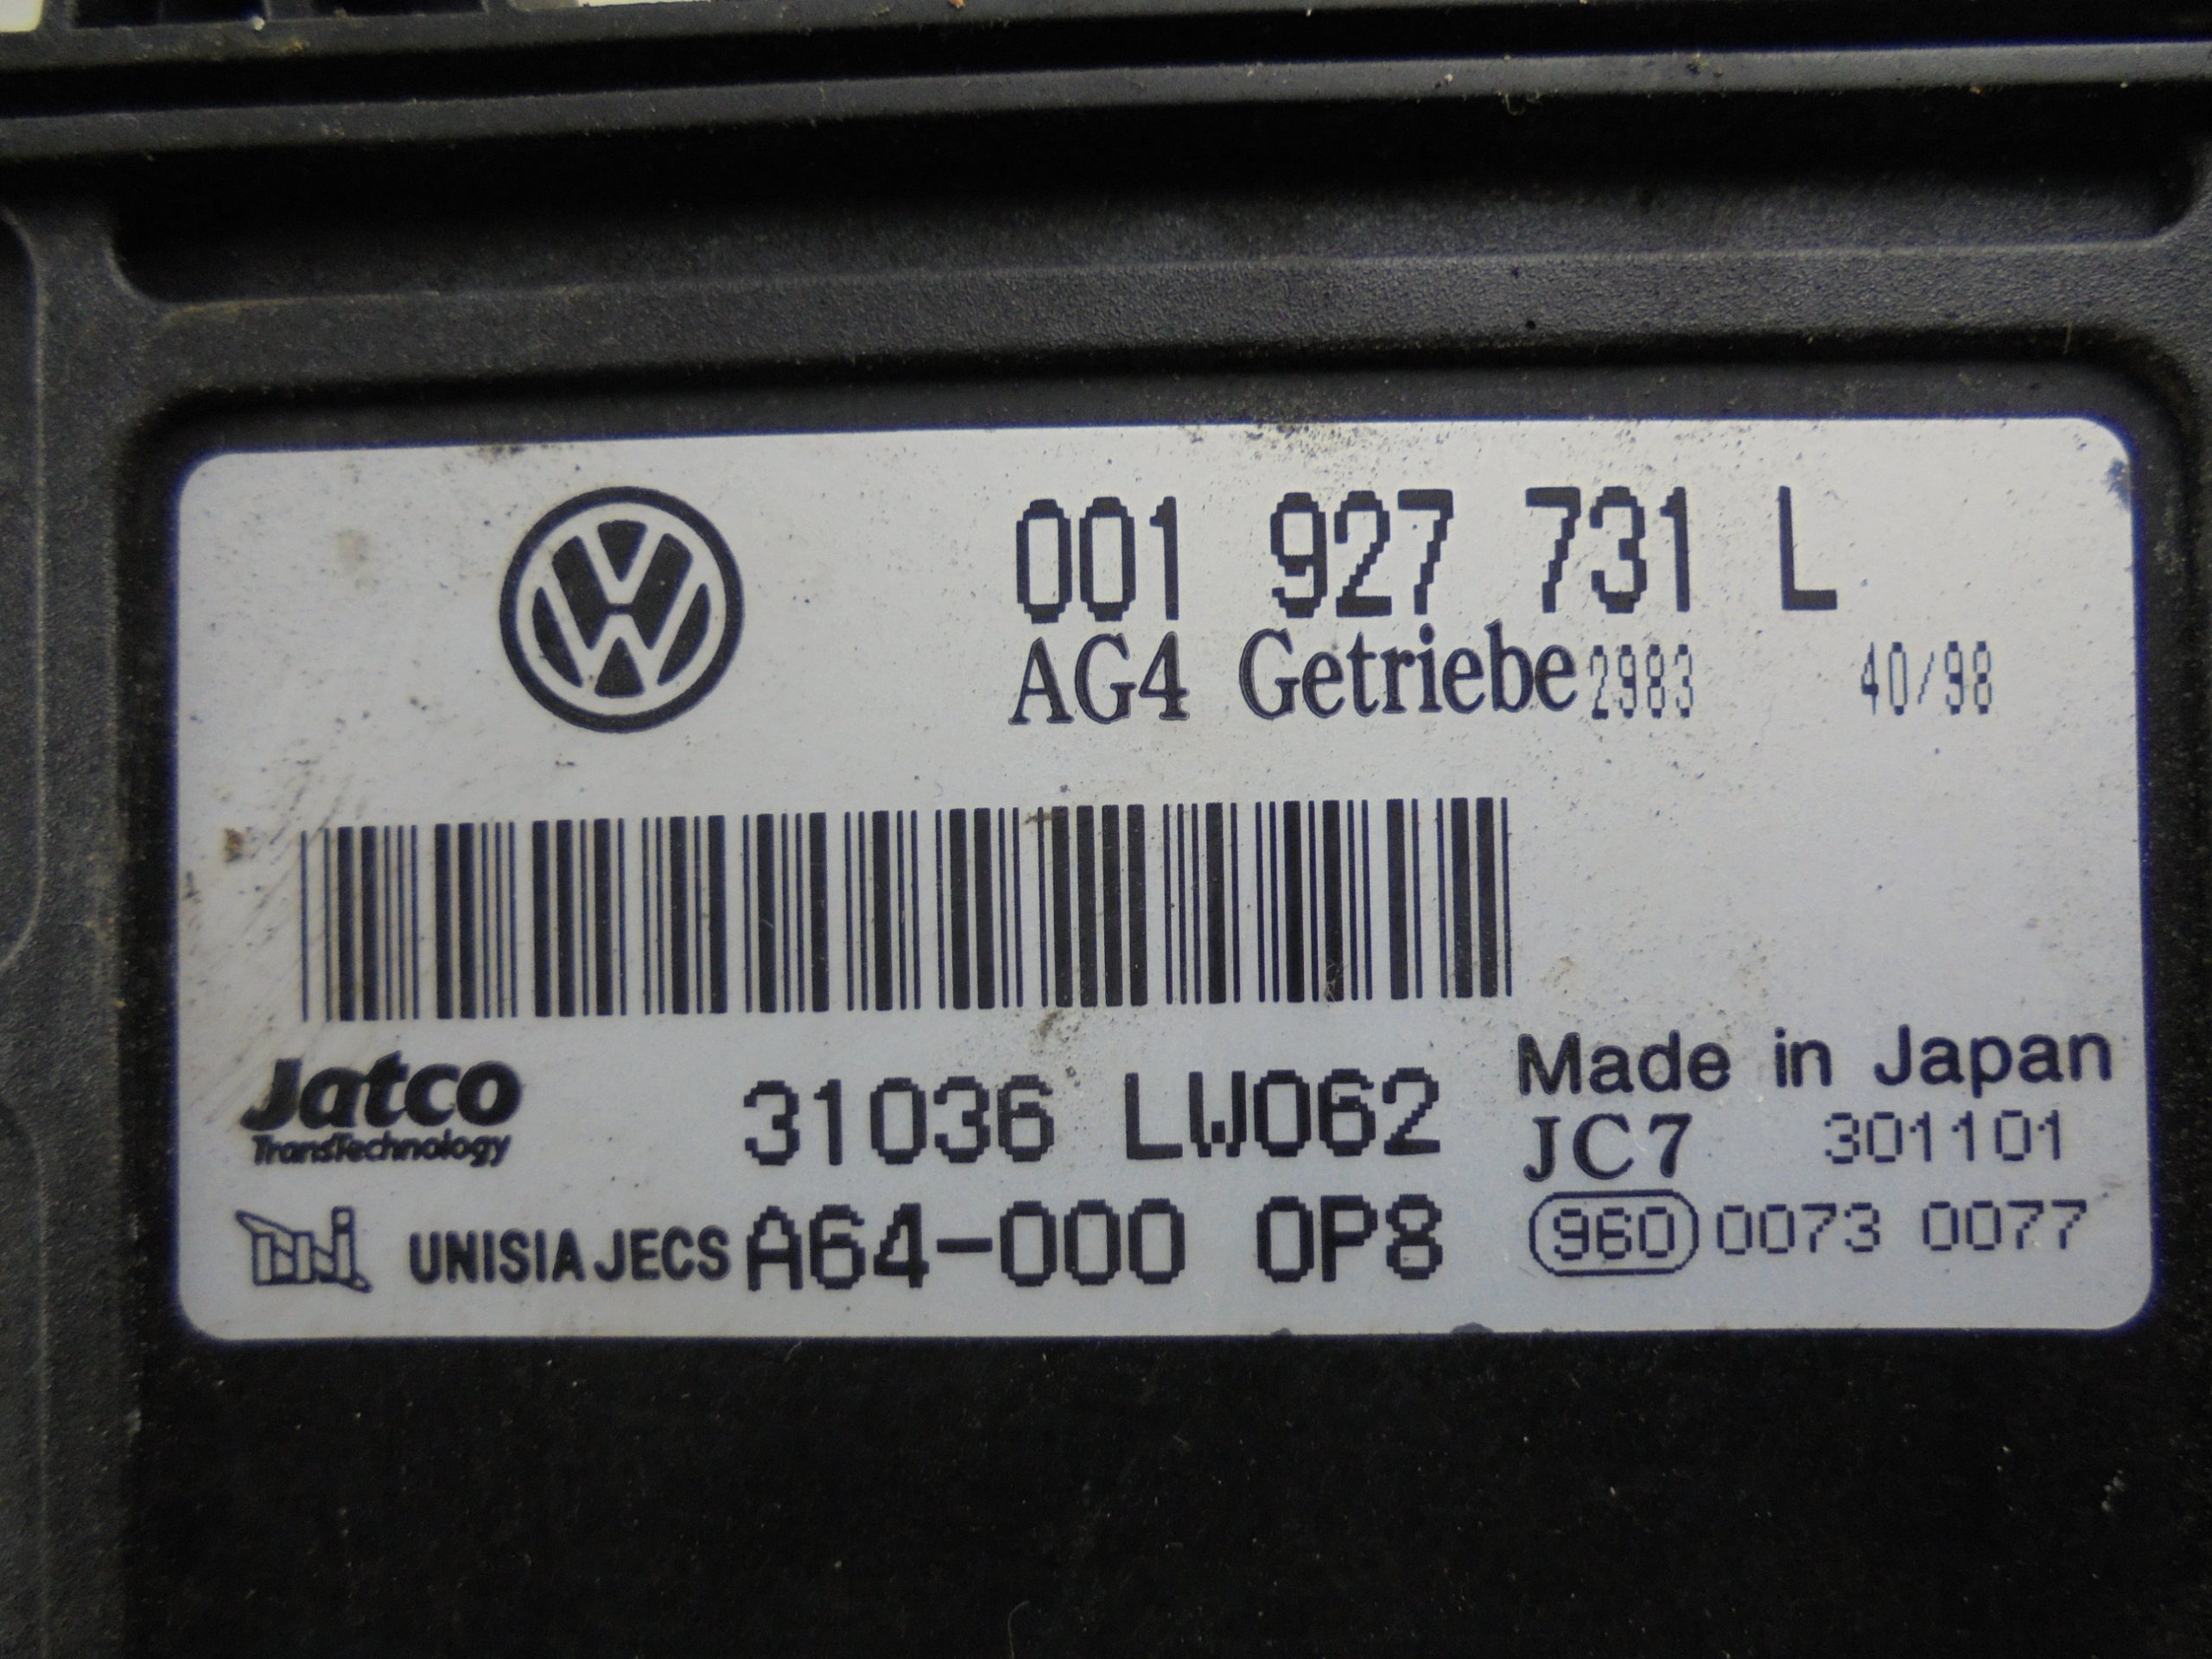 001 927 731 L
AG4 Getriebe 2983 40/98
Made in Japan
Jatco 31036 LW062 JC7 301101
TransTechnology
UNISIA JECS A64-000 0P8 960 0073 0077